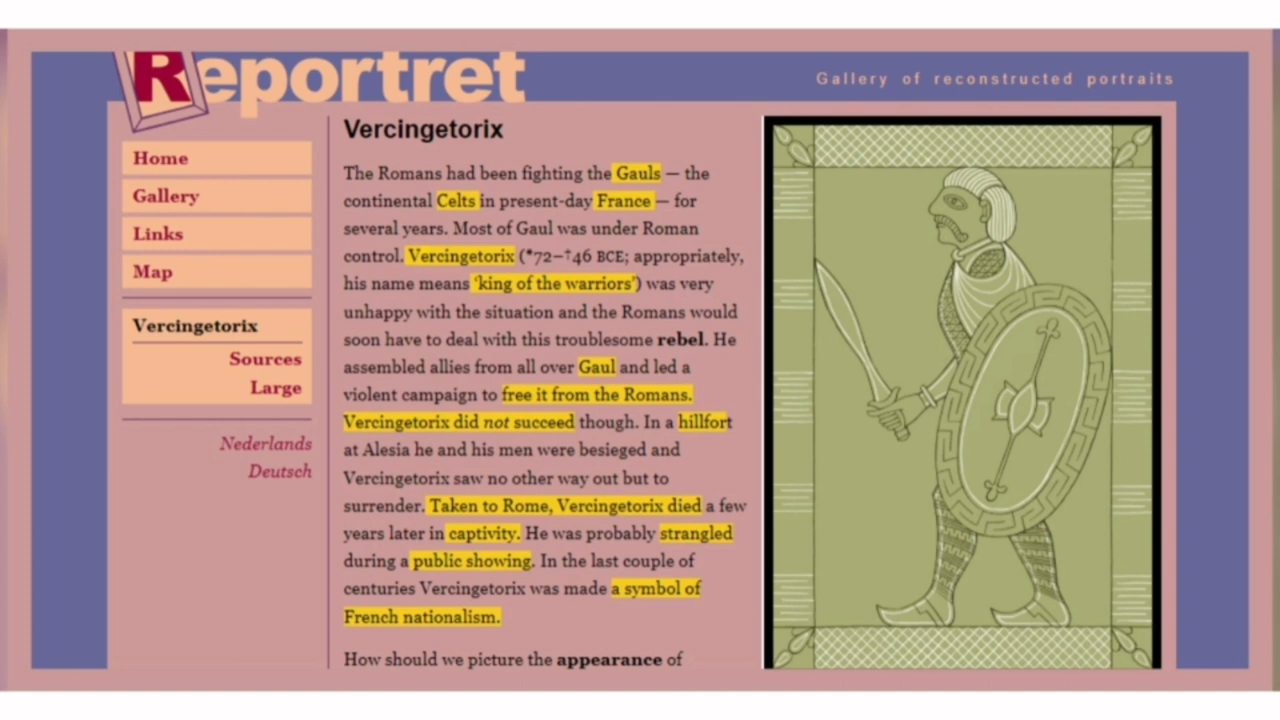 Reportret
Gallery of reconstructed portraits
Home
Gallery
Links
Map
Vercingetorix
Sources
Large
Nederlands
Deutsch
Vercingetorix
The Romans had been fighting the Gauls — the
continental Celts in present-day France — for
several years. Most of Gaul was under Roman
control. Vercingetorix (*72–†46 BCE; appropriately,
his name means ‘king of the warriors’) was very
unhappy with the situation and the Romans would
soon have to deal with this troublesome rebel. He
assembled allies from all over Gaul and led a
violent campaign to free it from the Romans.
Vercingetorix did not succeed though. In a hillfort
at Alesia he and his men were besieged and
Vercingetorix saw no other way out but to
surrender. Taken to Rome, Vercingetorix died a few
years later in captivity. He was probably strangled
during a public showing. In the last couple of
centuries Vercingetorix was made a symbol of
French nationalism.
How should we picture the appearance of